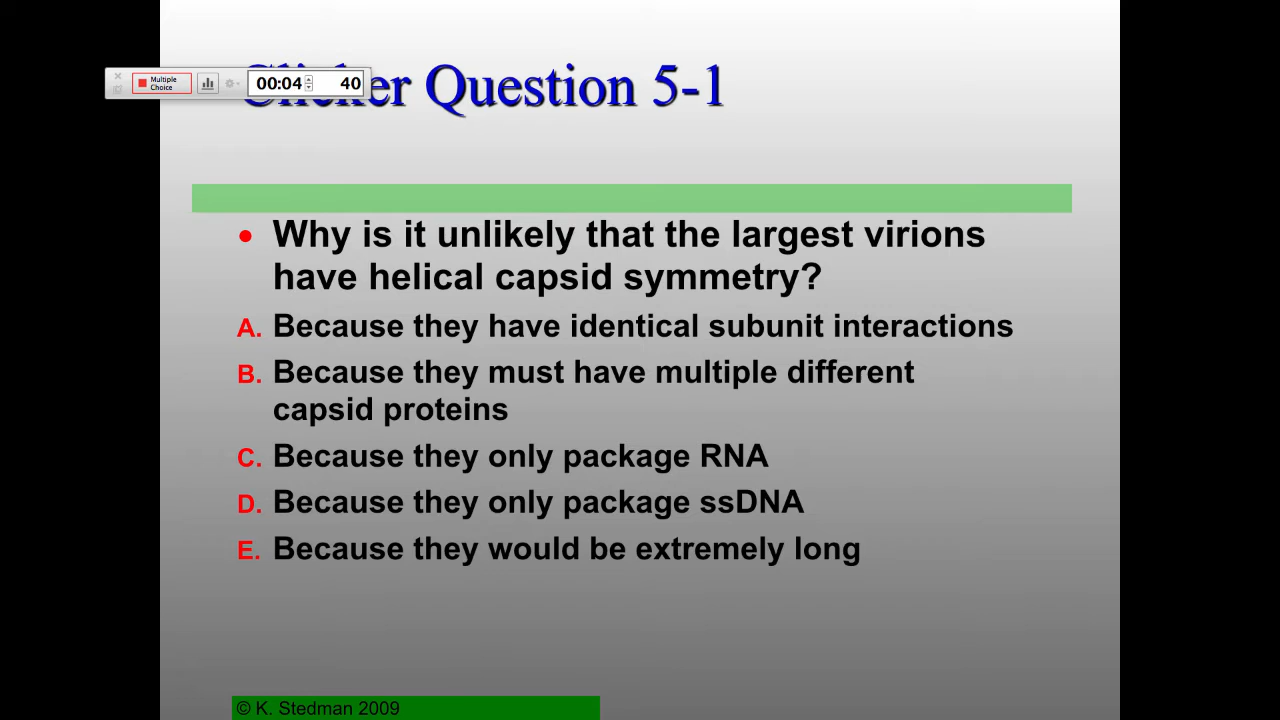 Multiple
Choice
00:04 40
Clicker Question 5-1
• Why is it unlikely that the largest virions
have helical capsid symmetry?
A. Because they have identical subunit interactions
B. Because they must have multiple different
capsid proteins
C. Because they only package RNA
D. Because they only package ssDNA
E. Because they would be extremely long
© K. Stedman 2009